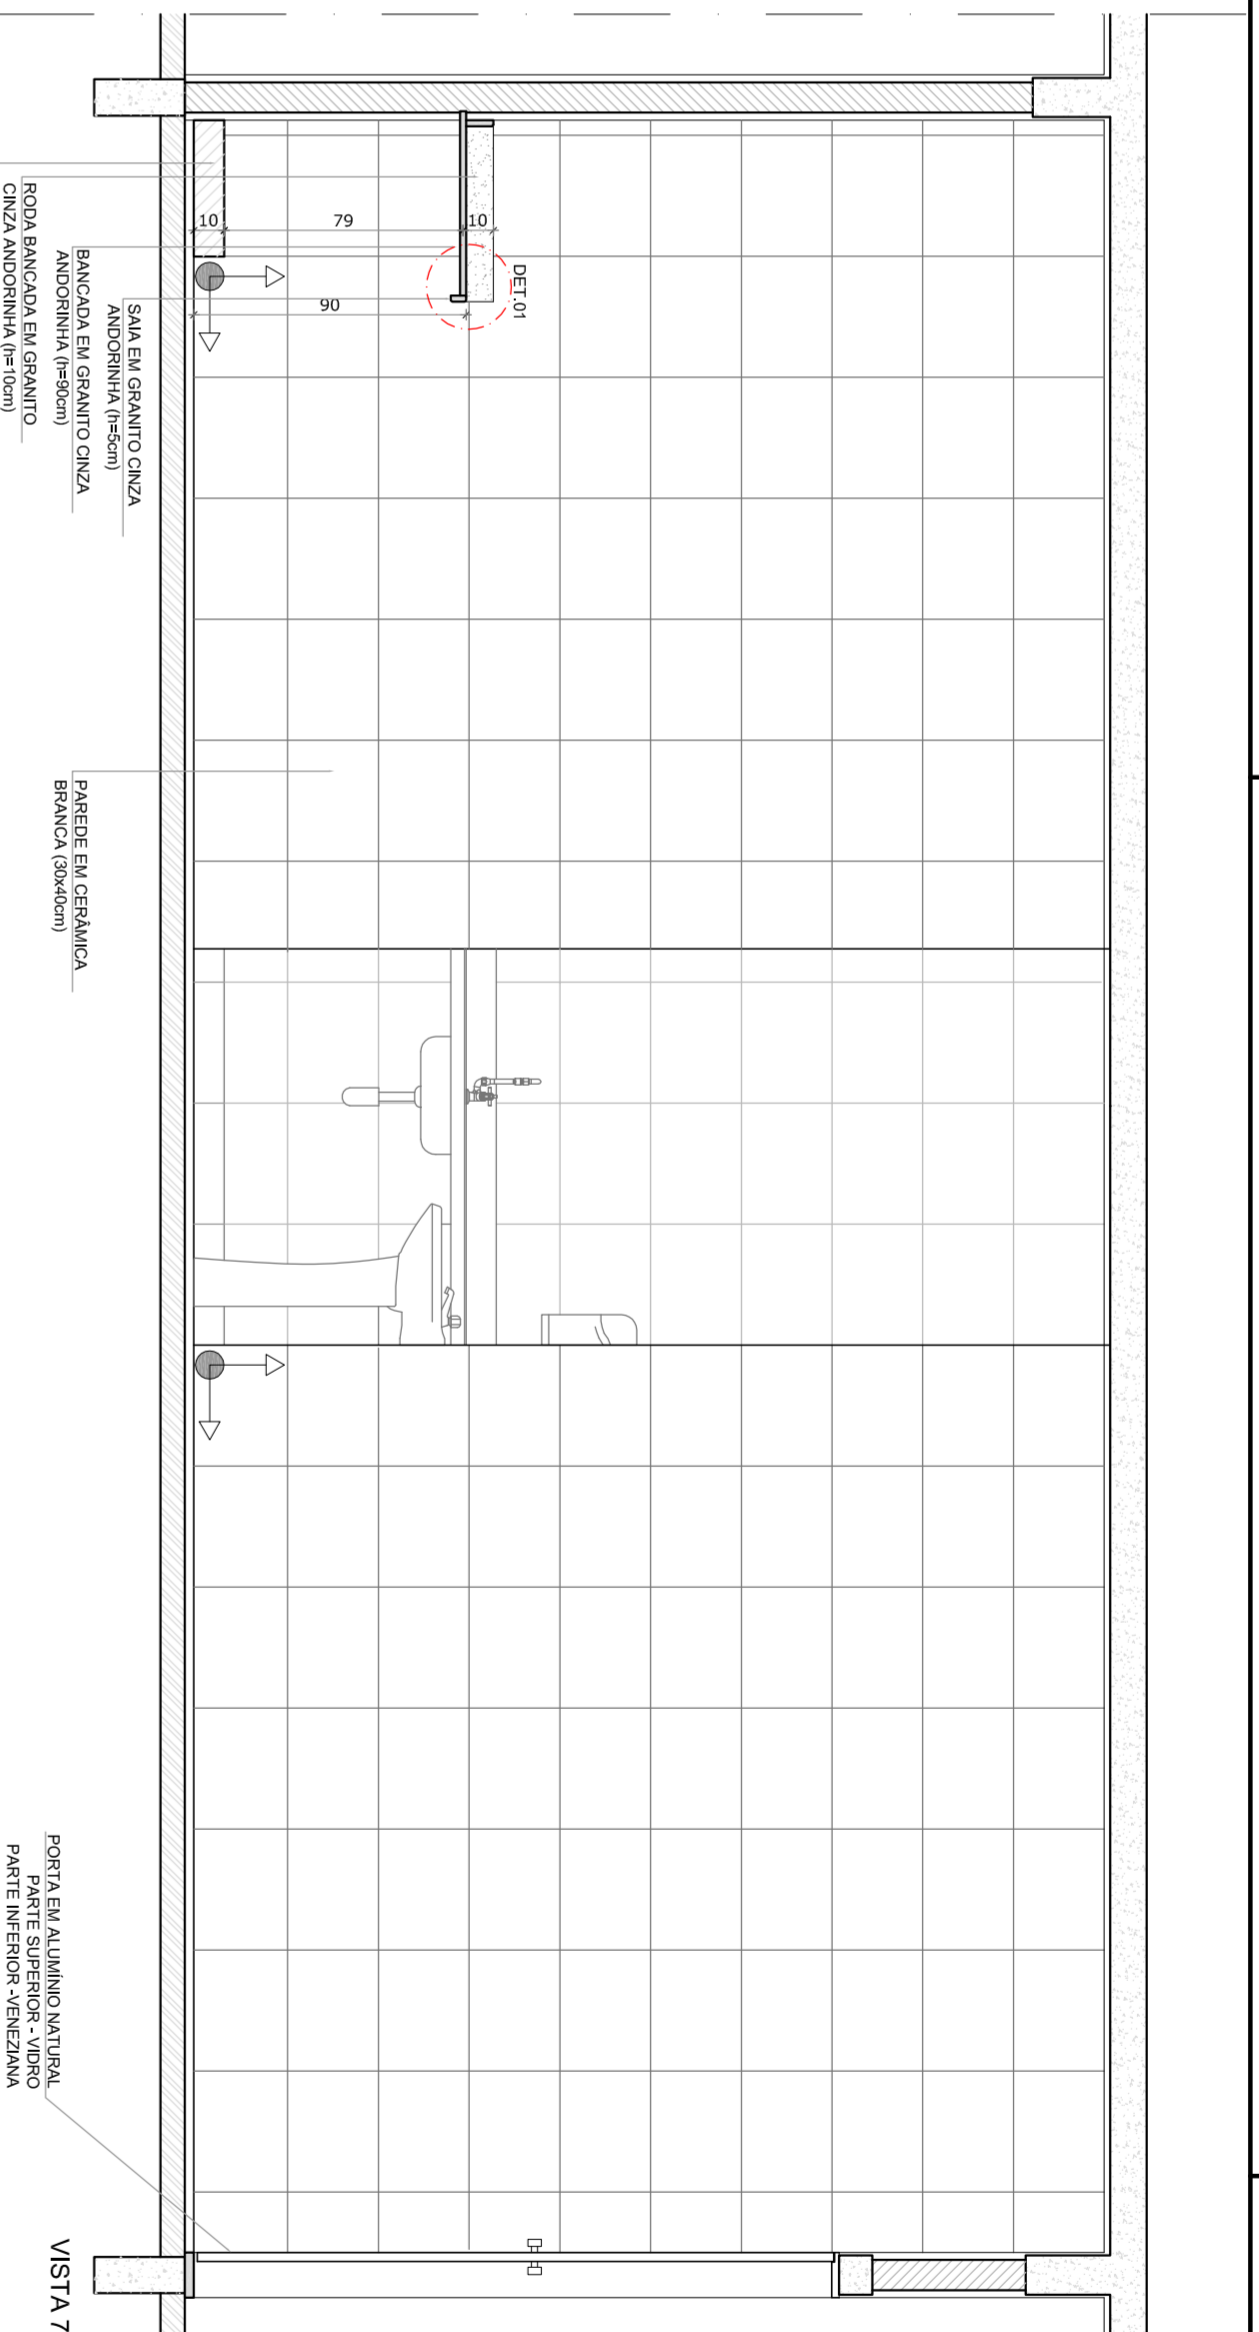 10
79
10
90
DET.01
SAIA EM GRANITO CINZA
ANDORINHA (h=5cm)
BANCADA EM GRANITO CINZA
ANDORINHA (h=90cm)
RODA BANCADA EM GRANITO
CINZA ANDORINHA (h=10cm)
PAREDE EM CERÂMICA
BRANCA (30x40cm)
PORTA EM ALUMÍNIO NATURAL
PARTE SUPERIOR - VIDRO
PARTE INFERIOR -VENEZIANA
VISTA 7